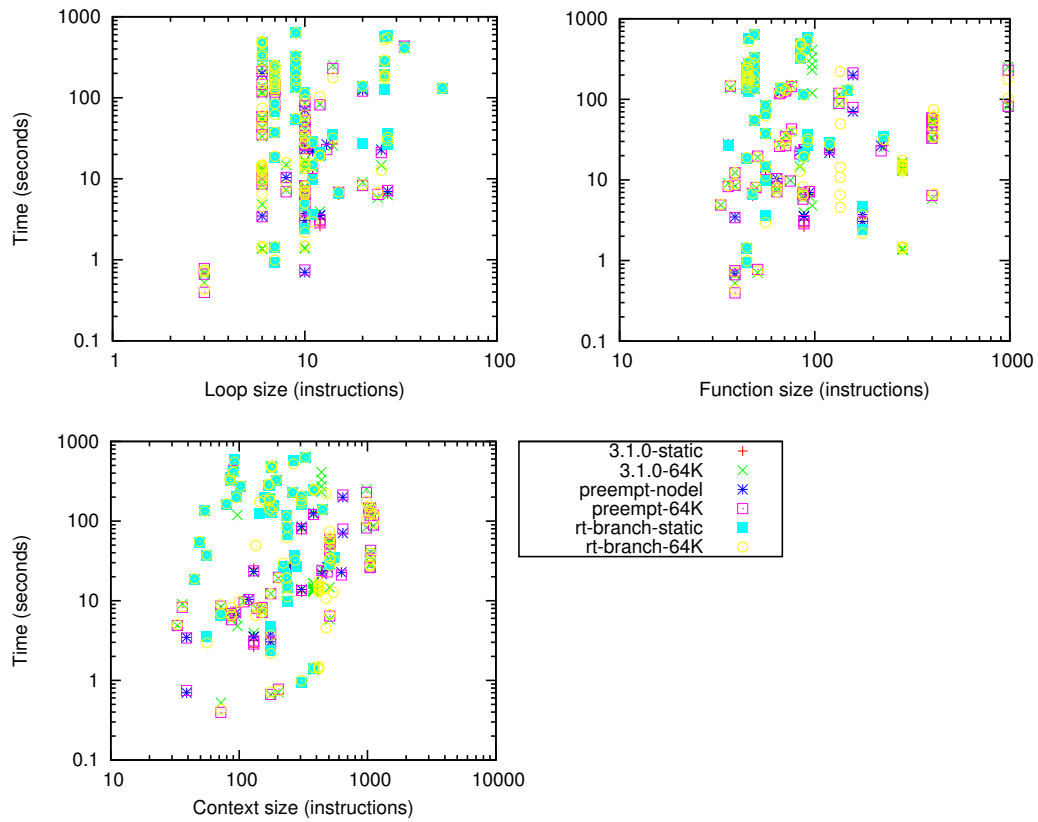 1000
100
10
1
0.1
Time (seconds)
1
10
100
Loop size (instructions)
1000
100
10
1
0.1
Time (seconds)
10
100
1000
Function size (instructions)
1000
100
10
1
0.1
Time (seconds)
10
100
1000
10000
Context size (instructions)
3.1.0-static
3.1.0-64K
preempt-nodel
preempt-64K
rt-branch-static
rt-branch-64K